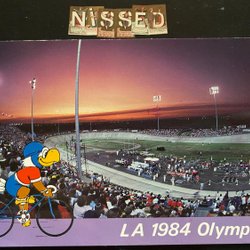 NISSED
LA 1984 Olymp